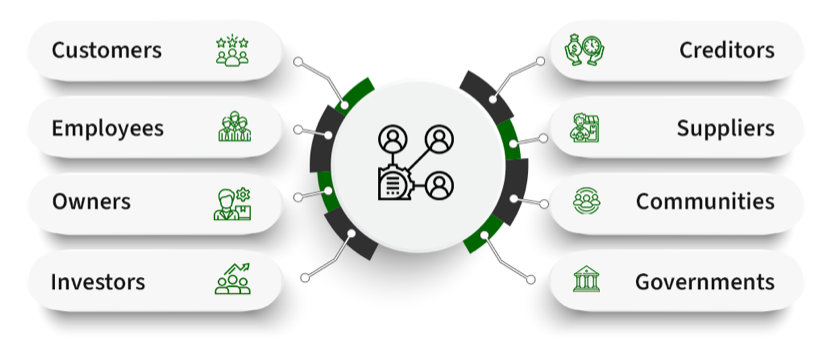 Customers
Employees
Owners
Investors
Creditors
Suppliers
Communities
Governments